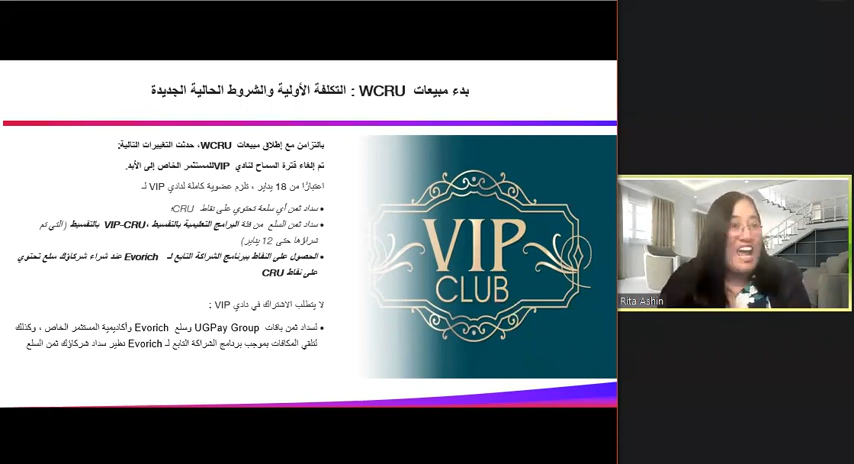 بدء مبيعات WCRU : التكلفة الأولية والشروط الحالية الجديدة
بالتزامن مع إطلاق مبيعات WCRU، حدثت التغييرات التالية:
تم إلغاء فترة السماح لنادي VIPللمستثمر الخاص إلى الأبد.
اعتبارًا من 18 يناير ، تلزم عضوية كاملة لنادي VIP لـ
• سداد ثمن أي سلعة تحتوي على نقاط CRU؛
• سداد ثمن السلع من فئة البرامج التعليمية بالتقسيط ، VIP-CRU بالتقسيط ( التي تم
شراؤها حتى 12 يناير)
• الحصول على النقاط ببرنامج الشراكة التابع لـ Evorich عند شراء شركاؤك سلع تحتوي
على نقاط CRU
لا يتطلب الاشتراك في نادي VIP :
• لسداد ثمن باقات UGPay Group وسلع Evorich وأكاديمية المستثمر الخاص ، وكذلك
لتلقي المكافآت بموجب برنامج الشراكة التابع لـ Evorich نظير سداد شركاؤك ثمن السلع
VIP
CLUB
Rita Ashin